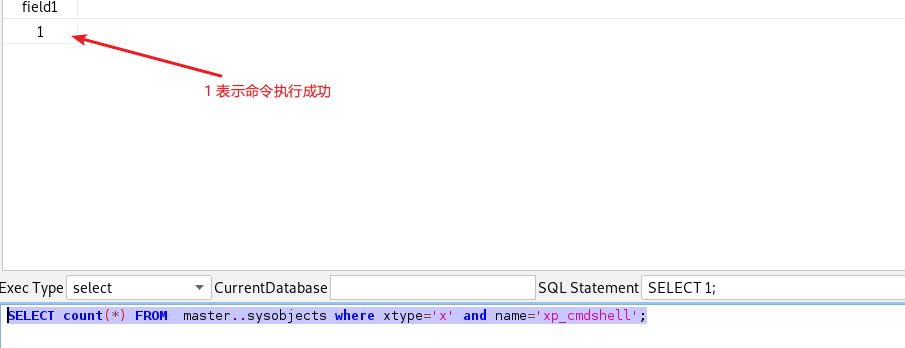 field1
1
1 表示命令执行成功
Exec Type select CurrentDatabase SQL Statement SELECT 1;
SELECT count(*) FROM  master..sysobjects where xtype='x' and name='xp_cmdshell';